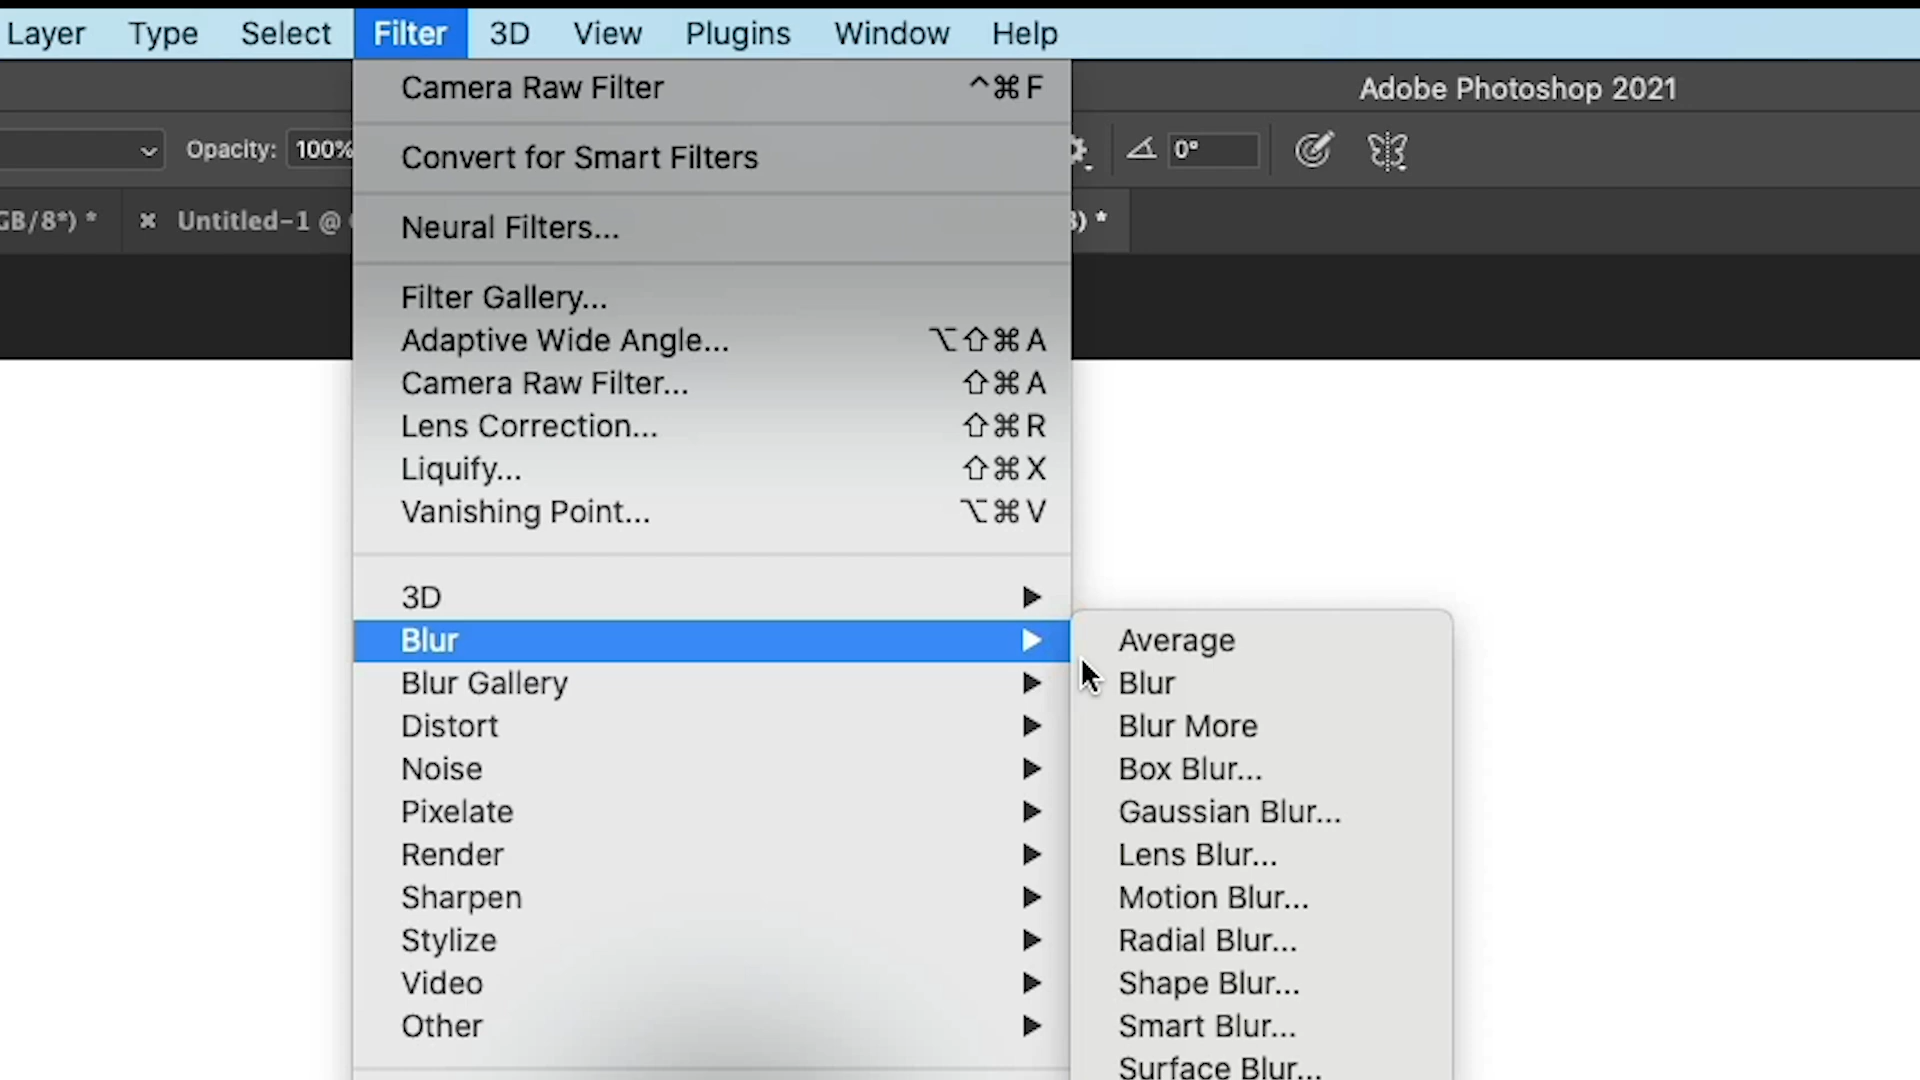 Layer Type Select Filter 3D View Plugins Window Help
Camera Raw Filter ^⌘F
Adobe Photoshop 2021
Opacity: 100%
Convert for Smart Filters
0°
GB/8*) * × Untitled-1 @
) *
Neural Filters...
Filter Gallery...
Adaptive Wide Angle... ⌥⇧⌘A
Camera Raw Filter... ⇧⌘A
Lens Correction... ⇧⌘R
Liquify... ⇧⌘X
Vanishing Point... ⌥⌘V
3D
Blur
Blur Gallery
Distort
Noise
Pixelate
Render
Sharpen
Stylize
Video
Other
Average
Blur
Blur More
Box Blur...
Gaussian Blur...
Lens Blur...
Motion Blur...
Radial Blur...
Shape Blur...
Smart Blur...
Surface Blur...